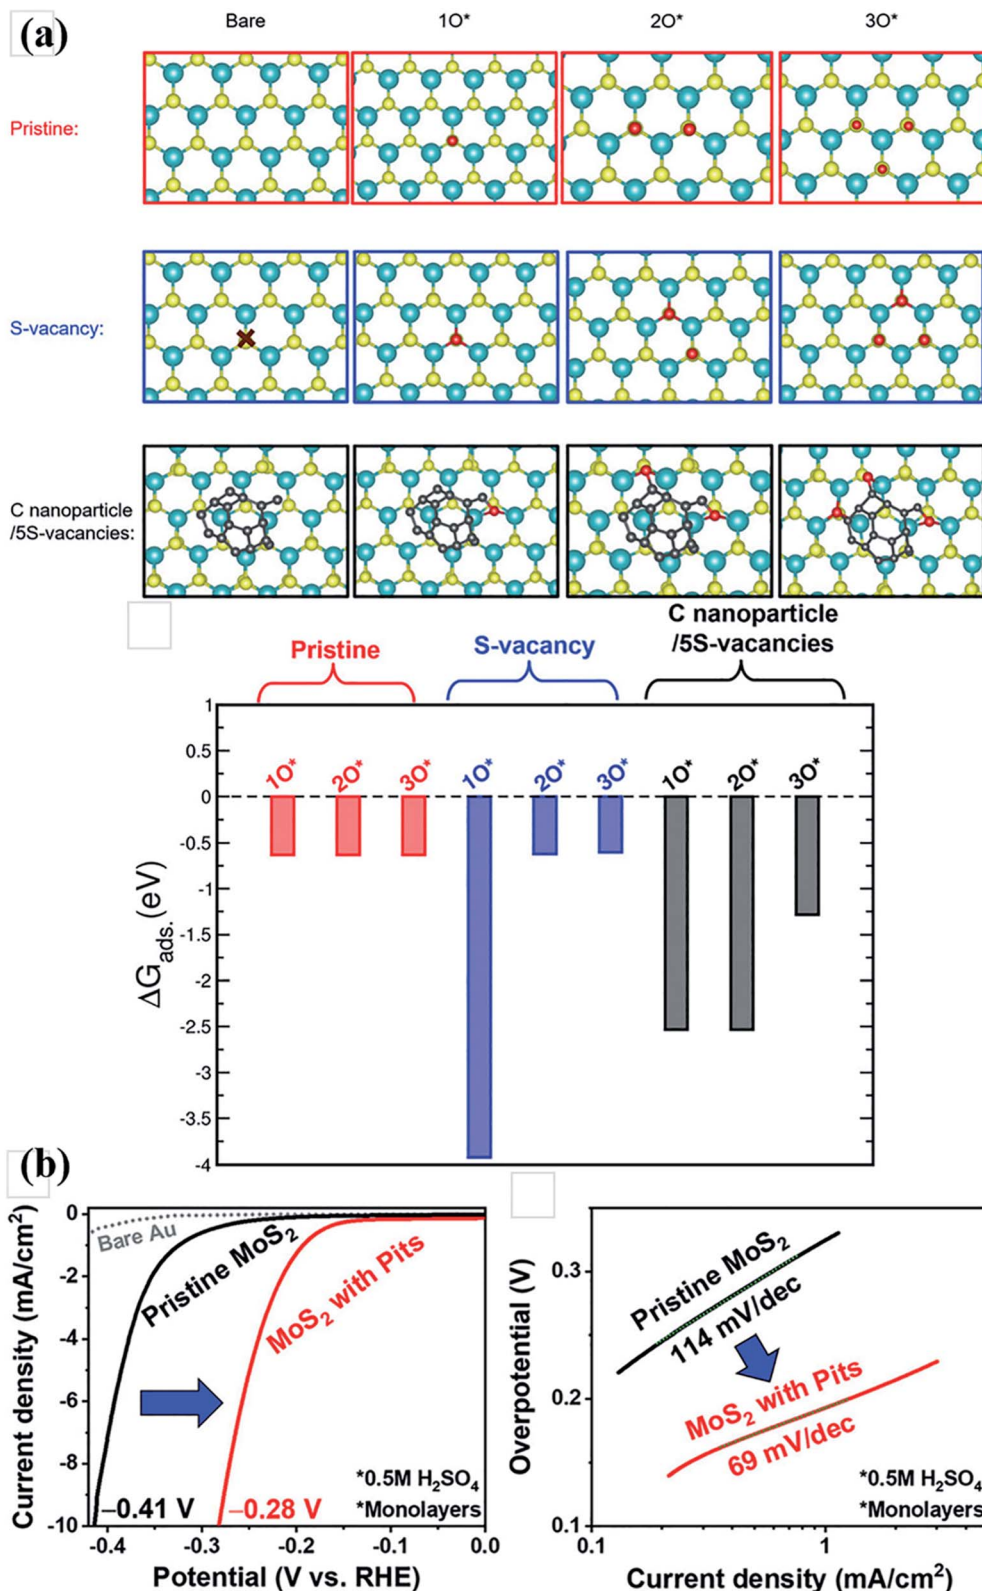 (a)
Bare 1O* 2O* 3O*
Pristine:
S-vacancy:
C nanoparticle
/5S-vacancies:
Pristine
S-vacancy
C nanoparticle
/5S-vacancies
1O* 2O* 3O* 1O* 2O* 3O* 1O* 2O* 3O*
1
0.5
0
-0.5
-1
-1.5
-2
-2.5
-3
-3.5
-4
ΔG_ads. (eV)
(b)
Current density (mA/cm²)
0
-2
-4
-6
-8
-10
Bare Au
Pristine MoS₂
MoS₂ with Pits
–0.41 V
–0.28 V
*0.5M H₂SO₄
*Monolayers
-0.4 -0.3 -0.2 -0.1 0.0
Potential (V vs. RHE)
Overpotential (V)
0.3
0.2
0.1
Pristine MoS₂
114 mV/dec
MoS₂ with Pits
69 mV/dec
*0.5M H₂SO₄
*Monolayers
0.1 1
Current density (mA/cm²)